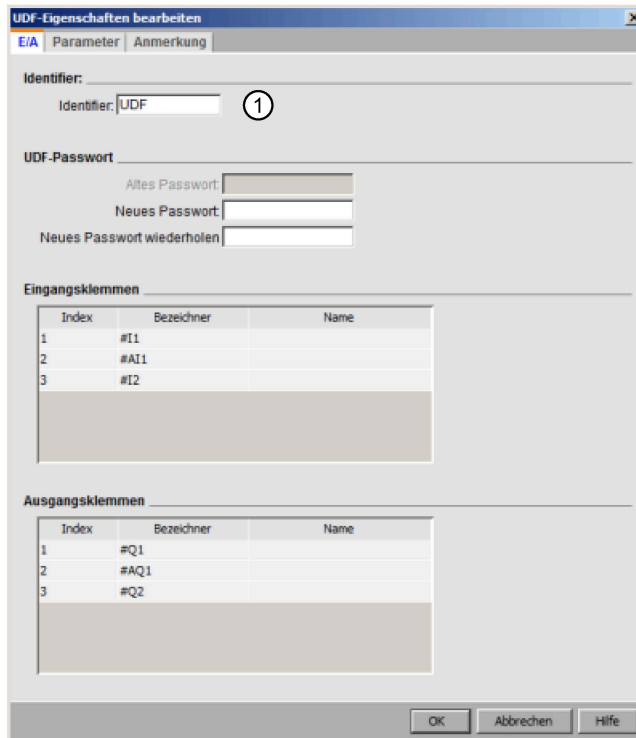 UDF-Eigenschaften bearbeiten
E/A Parameter Anmerkung
Identifier:
Identifier: UDF 1
UDF-Passwort
Altes Passwort:
Neues Passwort:
Neues Passwort wiederholen
Eingangsklemmen
Index Bezeichner Name
1 #I1
2 #AI1
3 #I2
Ausgangsklemmen
Index Bezeichner Name
1 #Q1
2 #AQ1
3 #Q2
OK Abbrechen Hilfe